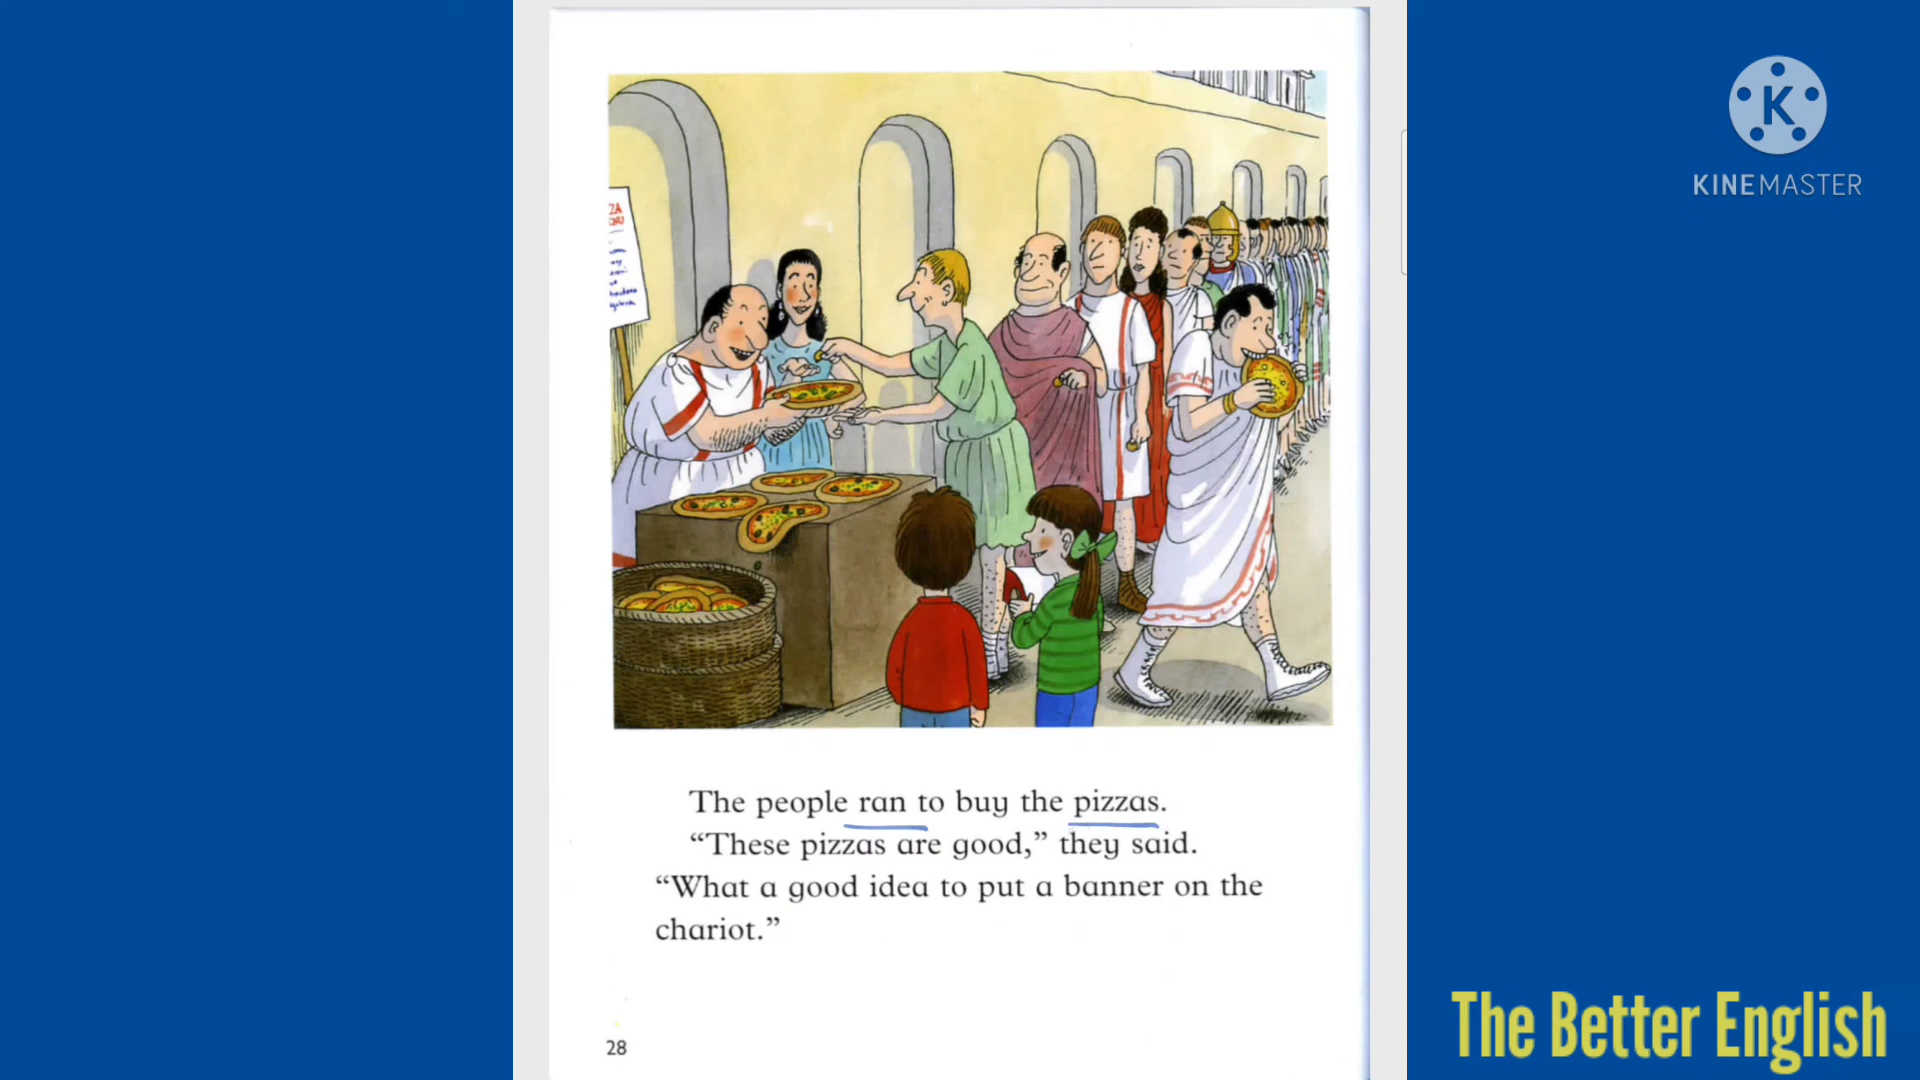 K
KINEMASTER
ZA
The people ran to buy the pizzas.
“These pizzas are good,” they said.
“What a good idea to put a banner on the
chariot.”
28
The Better English